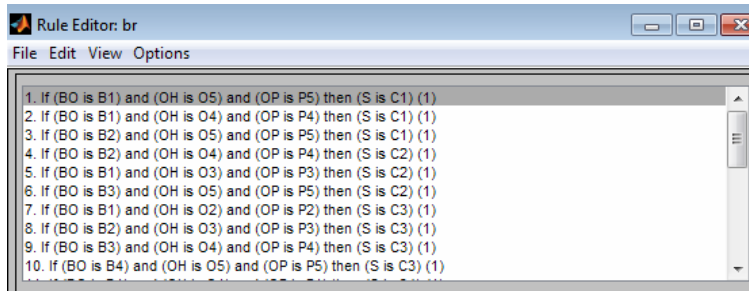 Rule Editor: br
File Edit View Options
1. If (BO is B1) and (OH is O5) and (OP is P5) then (S is C1) (1)
2. If (BO is B1) and (OH is O4) and (OP is P4) then (S is C1) (1)
3. If (BO is B2) and (OH is O5) and (OP is P5) then (S is C1) (1)
4. If (BO is B2) and (OH is O4) and (OP is P4) then (S is C2) (1)
5. If (BO is B1) and (OH is O3) and (OP is P3) then (S is C2) (1)
6. If (BO is B3) and (OH is O5) and (OP is P5) then (S is C2) (1)
7. If (BO is B1) and (OH is O2) and (OP is P2) then (S is C3) (1)
8. If (BO is B2) and (OH is O3) and (OP is P3) then (S is C3) (1)
9. If (BO is B3) and (OH is O4) and (OP is P4) then (S is C3) (1)
10. If (BO is B4) and (OH is O5) and (OP is P5) then (S is C3) (1)